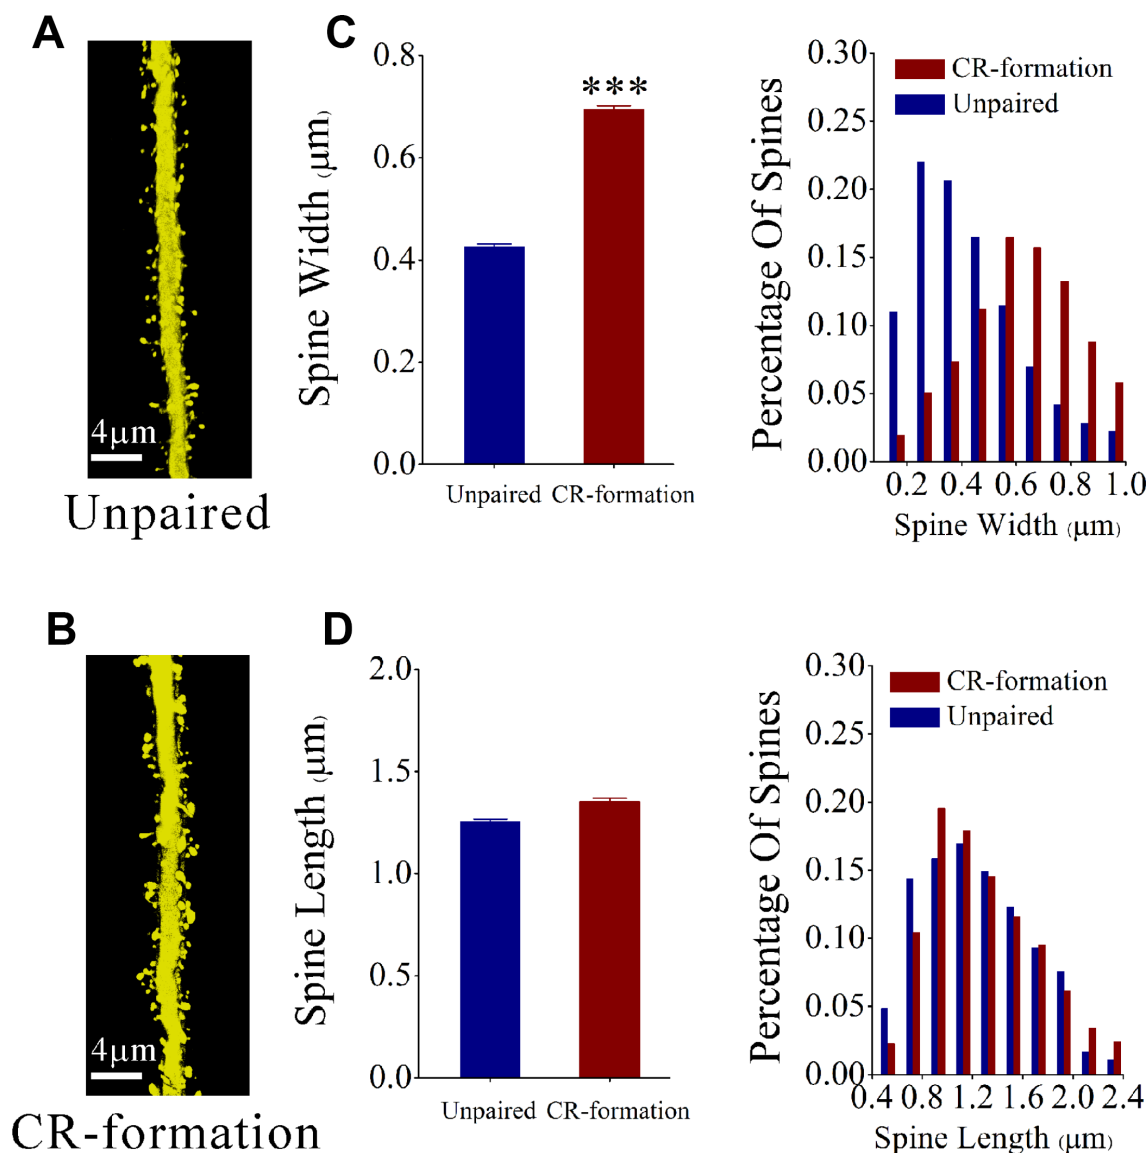 A
4μm
Unpaired
C
0.8
0.6
0.4
0.2
0.0
Spine Width (μm)
***
Unpaired CR-formation
0.30
0.25
0.20
0.15
0.10
0.05
0.00
Percentage Of Spines
CR-formation
Unpaired
0.2 0.4 0.6 0.8 1.0
Spine Width (μm)
B
4μm
CR-formation
D
2.0
1.5
1.0
0.5
0.0
Spine Length (μm)
Unpaired CR-formation
0.30
0.25
0.20
0.15
0.10
0.05
0.00
Percentage Of Spines
CR-formation
Unpaired
0.4 0.8 1.2 1.6 2.0 2.4
Spine Length (μm)